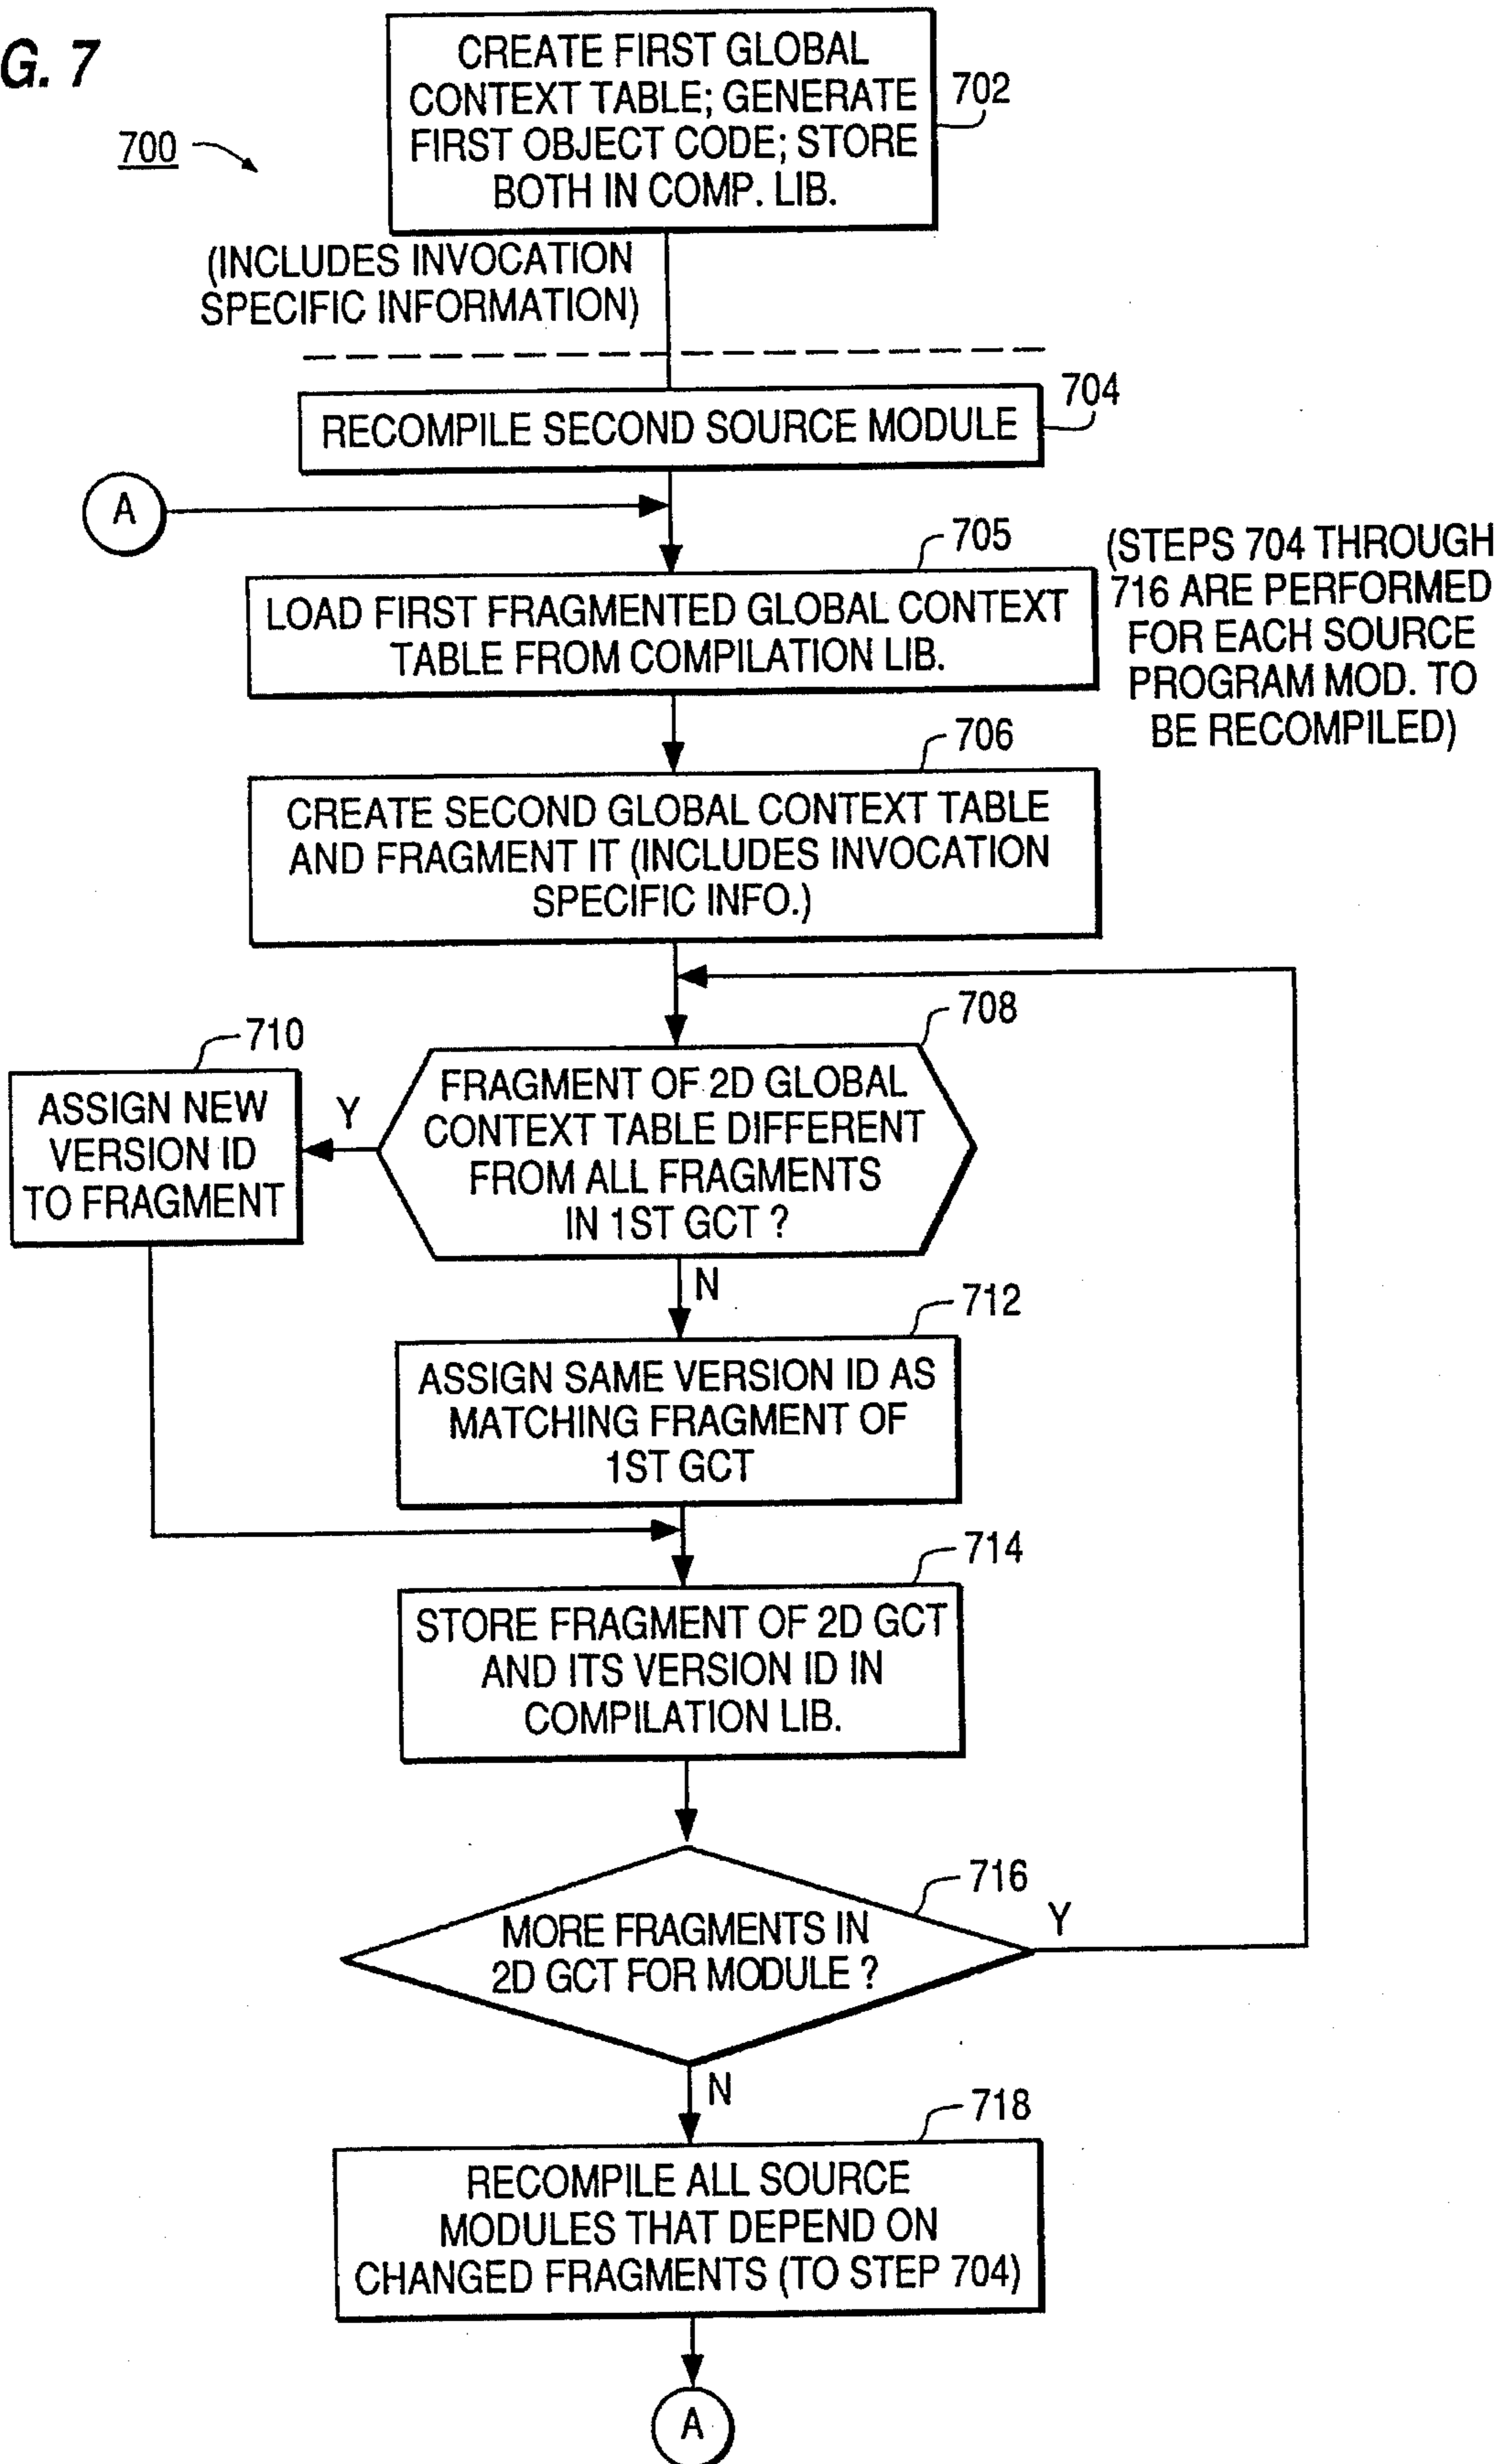 G. 7
700
CREATE FIRST GLOBAL
CONTEXT TABLE; GENERATE
FIRST OBJECT CODE; STORE
BOTH IN COMP. LIB.
702
(INCLUDES INVOCATION
SPECIFIC INFORMATION)
RECOMPILE SECOND SOURCE MODULE
704
A
705
LOAD FIRST FRAGMENTED GLOBAL CONTEXT
TABLE FROM COMPILATION LIB.
(STEPS 704 THROUGH
716 ARE PERFORMED
FOR EACH SOURCE
PROGRAM MOD. TO
BE RECOMPILED)
706
CREATE SECOND GLOBAL CONTEXT TABLE
AND FRAGMENT IT (INCLUDES INVOCATION
SPECIFIC INFO.)
708
FRAGMENT OF 2D GLOBAL
CONTEXT TABLE DIFFERENT
FROM ALL FRAGMENTS
IN 1ST GCT ?
Y
710
ASSIGN NEW
VERSION ID
TO FRAGMENT
N
712
ASSIGN SAME VERSION ID AS
MATCHING FRAGMENT OF
1ST GCT
714
STORE FRAGMENT OF 2D GCT
AND ITS VERSION ID IN
COMPILATION LIB.
716
MORE FRAGMENTS IN
2D GCT FOR MODULE ?
Y
N
718
RECOMPILE ALL SOURCE
MODULES THAT DEPEND ON
CHANGED FRAGMENTS (TO STEP 704)
A